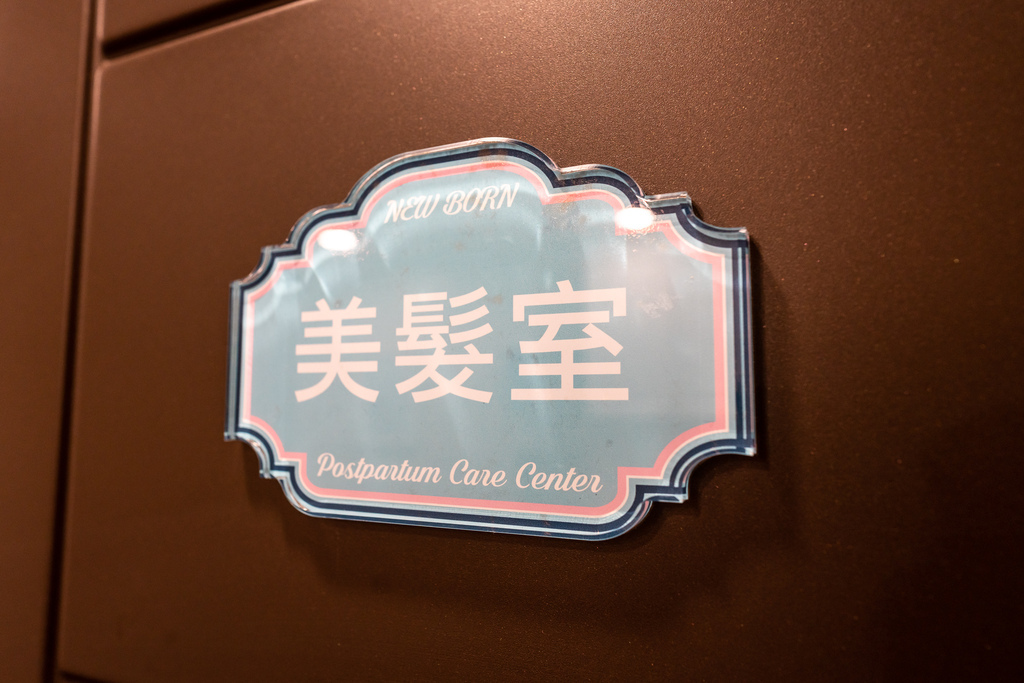 NEW BORN
美髮室
Postpartum Care Center